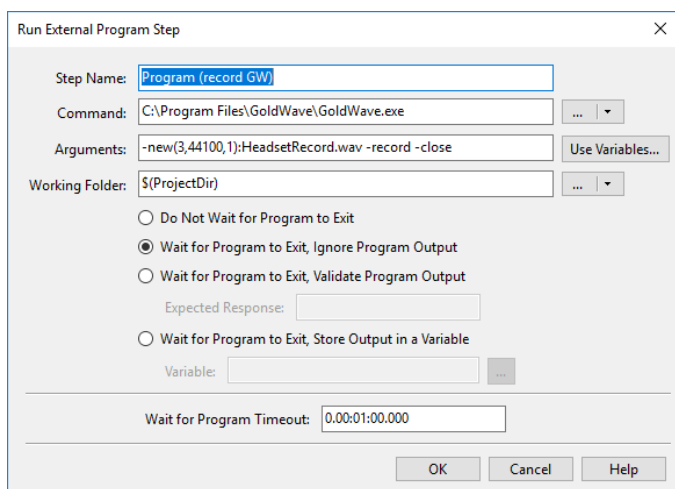 Run External Program Step
Step Name: Program (record GW)
Command: C:\Program Files\GoldWave\GoldWave.exe ...
Arguments: -new(3,44100,1):HeadsetRecord.wav -record -close Use Variables...
Working Folder: $(ProjectDir) ...
Do Not Wait for Program to Exit
Wait for Program to Exit, Ignore Program Output
Wait for Program to Exit, Validate Program Output
Expected Response:
Wait for Program to Exit, Store Output in a Variable
Variable: ...
Wait for Program Timeout: 0.00:01:00.000
OK Cancel Help